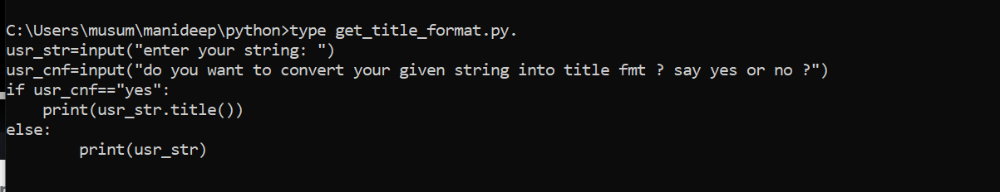 C:\Users\musum\manideep\python>type get_title_format.py.
usr_str=input("enter your string: ")
usr_cnf=input("do you want to convert your given string into title fmt ? say yes or no ?")
if usr_cnf=="yes":
    print(usr_str.title())
else:
        print(usr_str)